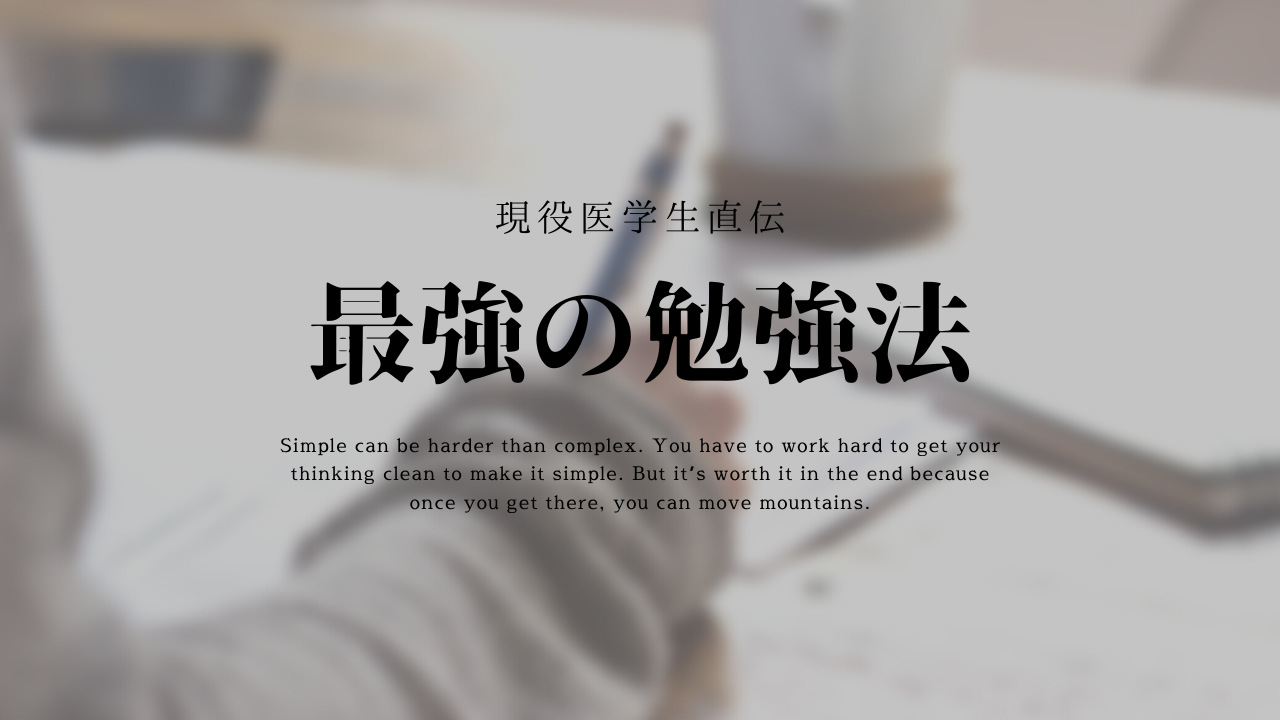 現役医学生直伝
最強の勉強法
Simple can be harder than complex. You have to work hard to get your
thinking clean to make it simple. But it's worth it in the end because
once you get there, you can move mountains.